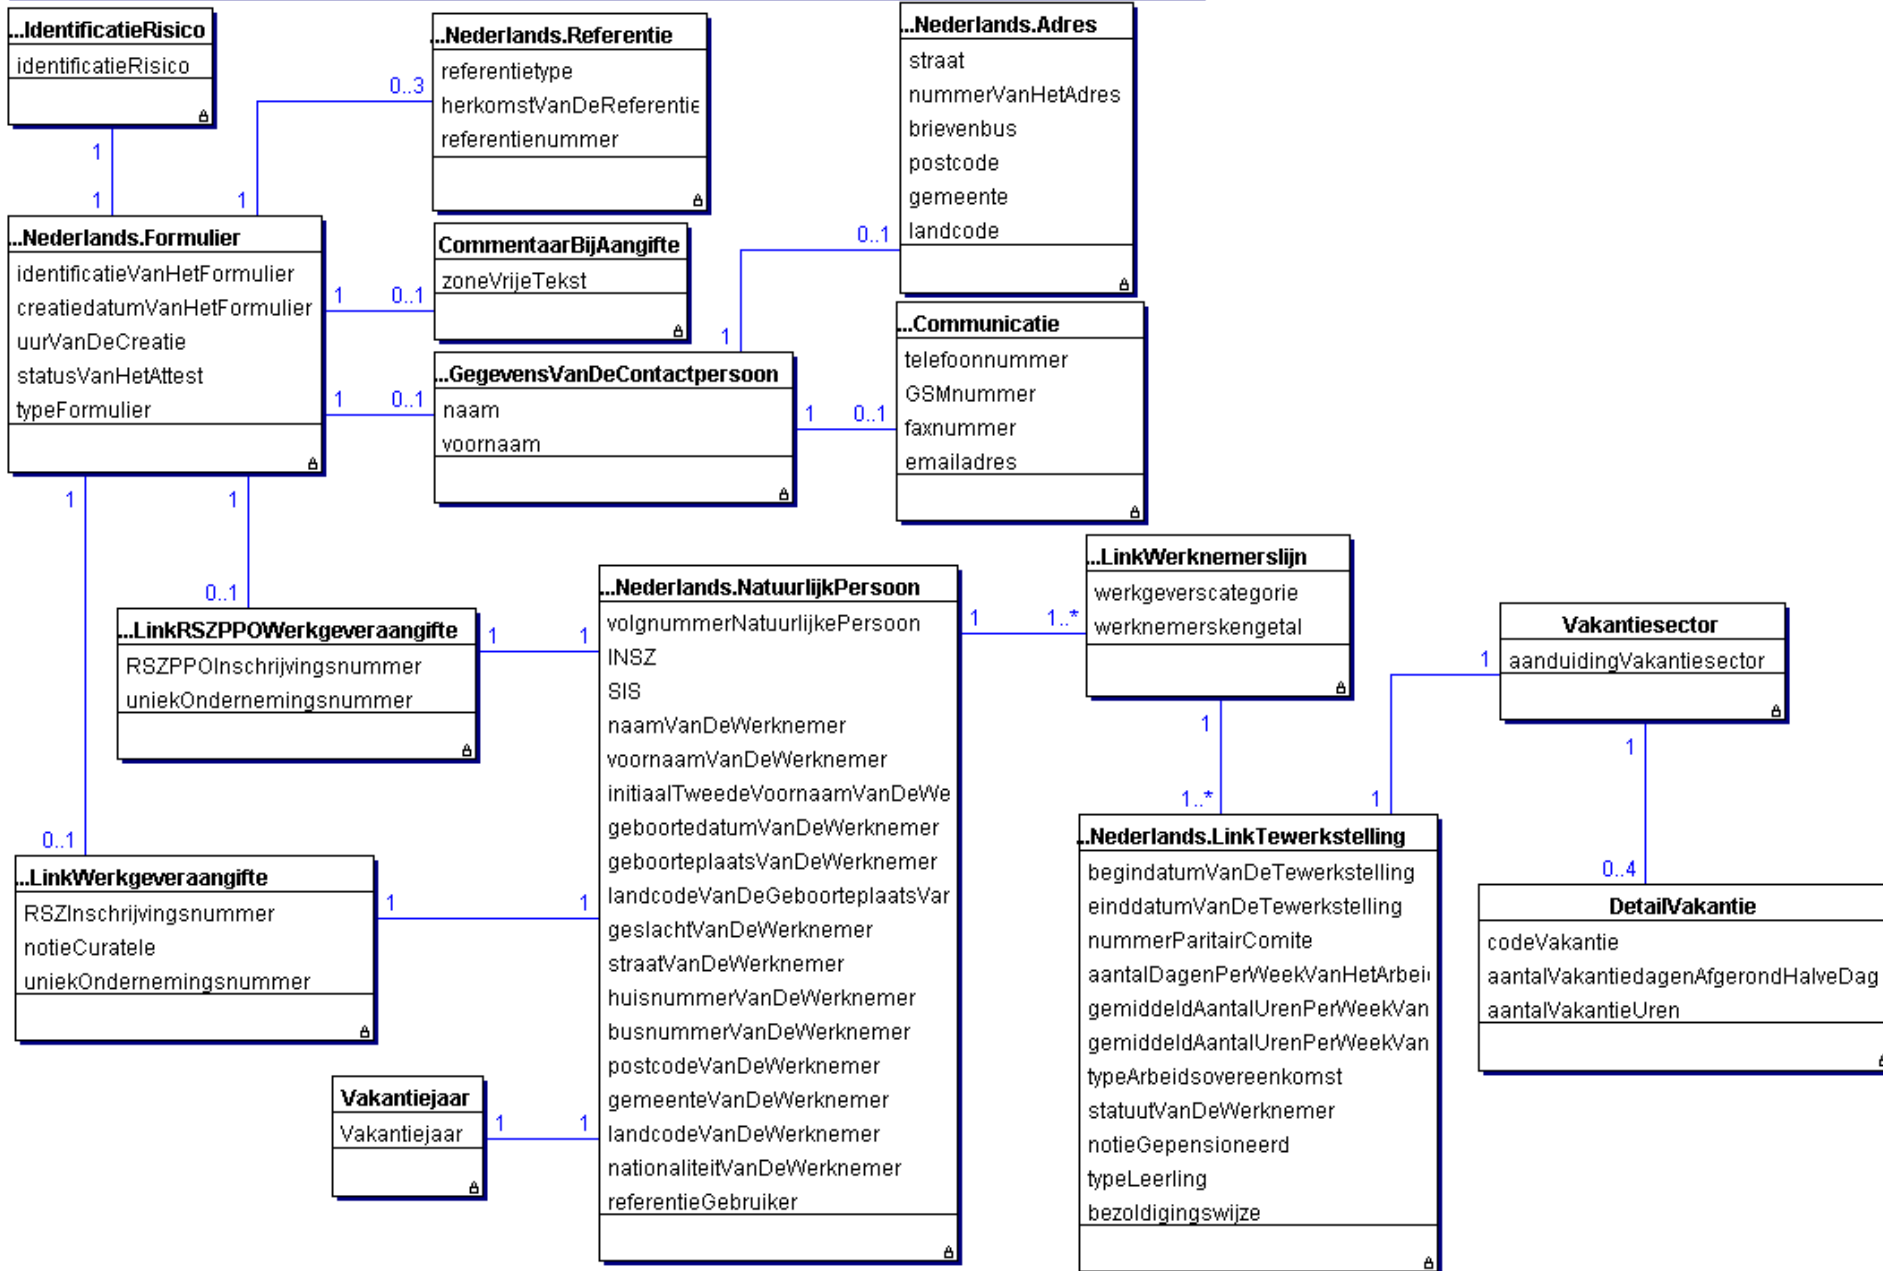 ...IdentificatieRisico
identificatieRisico
1
1
...Nederlands.Referentie
referentietype
herkomstVanDeReferentie
referentienummer
0..3
1
...Nederlands.Adres
straat
nummerVanHetAdres
brievenbus
postcode
gemeente
landcode
0..1
1
...Nederlands.Formulier
identificatieVanHetFormulier
creatiedatumVanHetFormulier
uurVanDeCreatie
statusVanHetAttest
typeFormulier
1
0..1
CommentaarBijAangifte
zoneVrijeTekst
1
0..1
...GegevensVanDeContactpersoon
naam
voornaam
1
0..1
...Communicatie
telefoonnummer
GSMnummer
faxnummer
emailadres
1
1
0..1
0..1
...LinkRSZPPOWerkgeveraangifte
RSZPPOInschrijvingsnummer
uniekOndernemingsnummer
1
1
...Nederlands.NatuurlijkPersoon
volgnummerNatuurlijkePersoon
INSZ
SIS
naamVanDeWerknemer
voornaamVanDeWerknemer
initiaalTweedeVoornaamVanDeWe
geboortedatumVanDeWerknemer
geboorteplaatsVanDeWerknemer
landcodeVanDeGeboorteplaatsVar
geslachtVanDeWerknemer
straatVanDeWerknemer
huisnummerVanDeWerknemer
busnummerVanDeWerknemer
postcodeVanDeWerknemer
gemeenteVanDeWerknemer
landcodeVanDeWerknemer
nationaliteitVanDeWerknemer
referentieGebruiker
1
1..*
...LinkWerknemerslijn
werkgeverscategorie
werknemerskengetal
1
1..*
Vakantiesector
aanduidingVakantiesector
1
1
1
0..4
...LinkWerkgeveraangifte
RSZInschrijvingsnummer
notieCuratele
uniekOndernemingsnummer
1
1
Vakantiejaar
Vakantiejaar
1
1
...Nederlands.LinkTewerkstelling
begindatumVanDeTewerkstelling
einddatumVanDeTewerkstelling
nummerParitairComite
aantalDagenPerWeekVanHetArbei
gemiddeldAantalUrenPerWeekVan
gemiddeldAantalUrenPerWeekVan
typeArbeidsovereenkomst
statuutVanDeWerknemer
notieGepensioneerd
typeLeerling
bezoldigingswijze
DetailVakantie
codeVakantie
aantalVakantiedagenAfgerondHalveDag
aantalVakantieUren